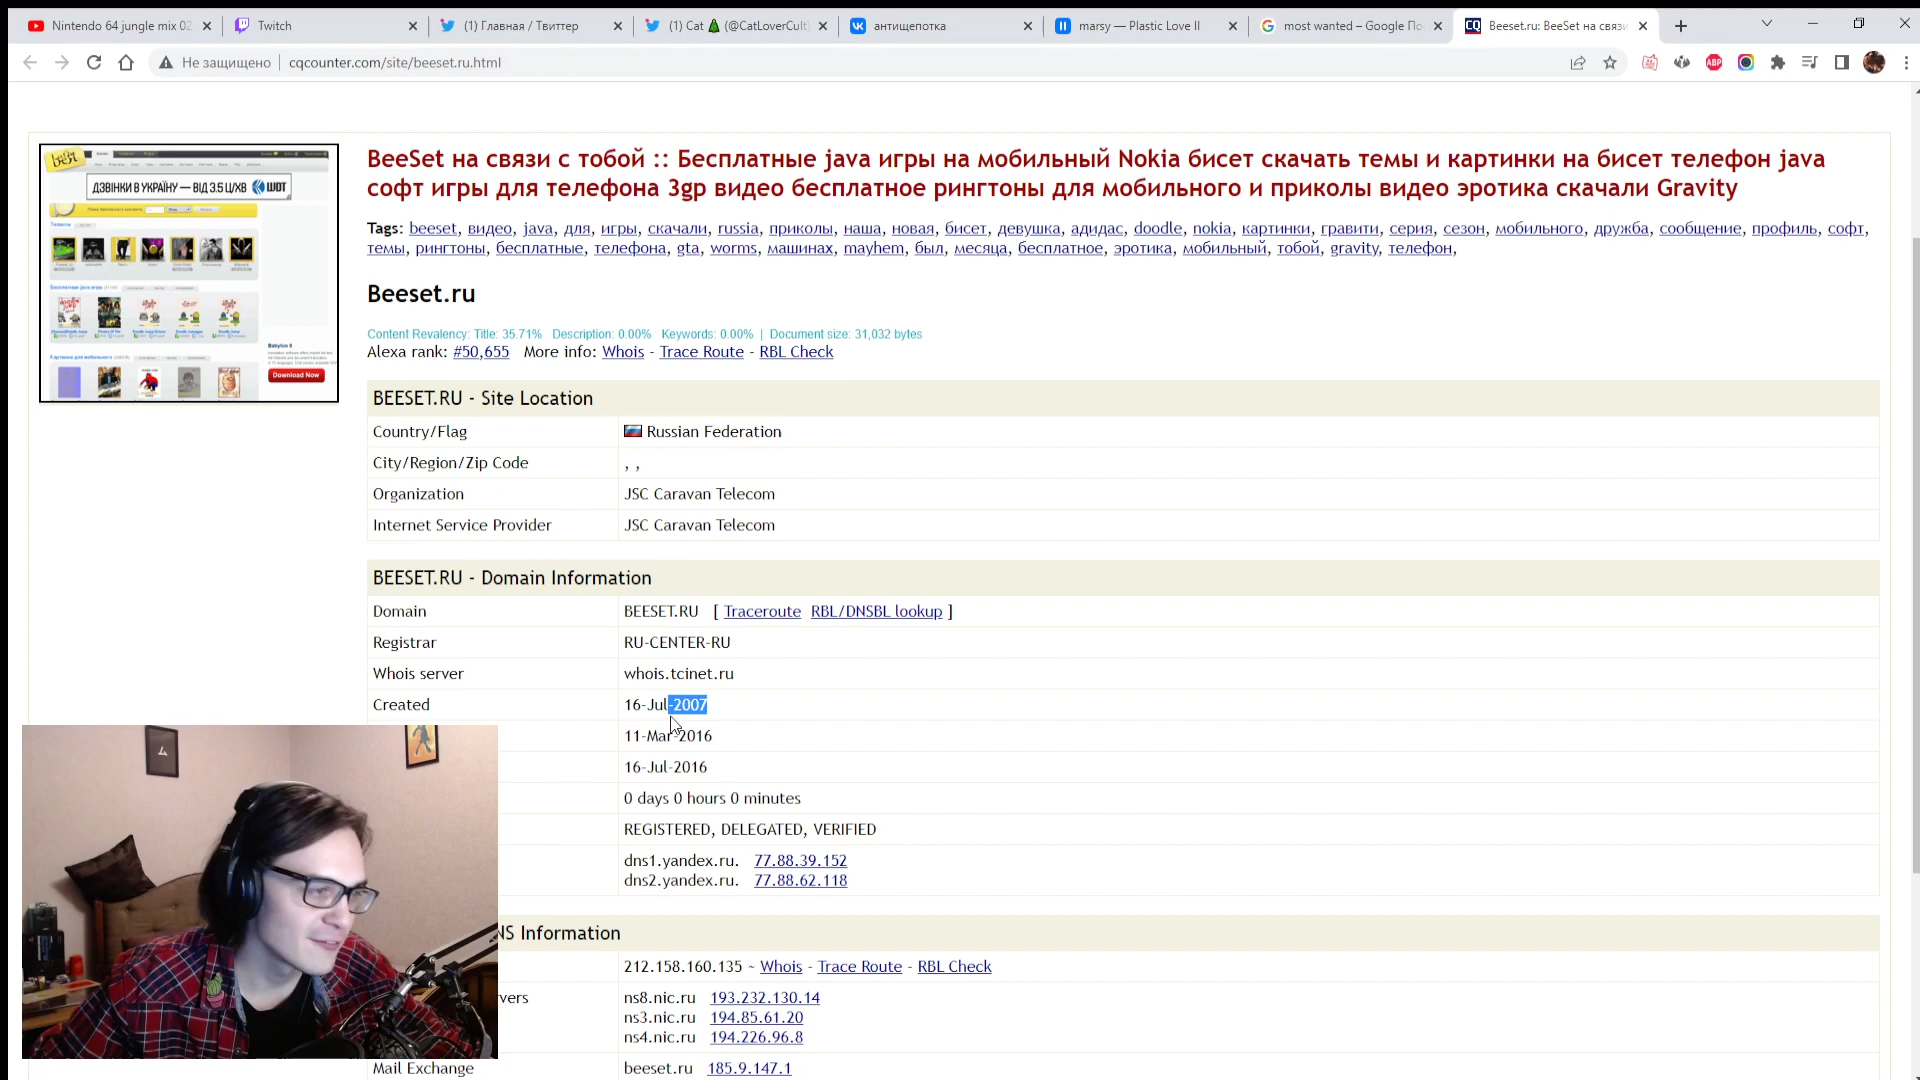 Nintendo 64 jungle mix 02
Twitch
(1) Главная / Твиттер
(1) Cat 🎄 (@CatLoverCult
антищепотка
marsy — Plastic Love II
most wanted – Google По
Beeset.ru: BeeSet на связи
Не защищено
cqcounter.com/site/beeset.ru.html
ABP
ДЗВІНКИ В УКРАЇНУ — ВІД 3.5 Ц/ХВ ШОТ
Babylon 8
Download Now
BeeSet на связи с тобой :: Бесплатные java игры на мобильный Nokia бисет скачать темы и картинки на бисет телефон java
софт игры для телефона 3gp видео бесплатное рингтоны для мобильного и приколы видео эротика скачали Gravity
Tags: beeset, видео, java, для, игры, скачали, russia, приколы, наша, новая, бисет, девушка, адидас, doodle, nokia, картинки, гравити, серия, сезон, мобильного, дружба, сообщение, профиль, софт,
темы, рингтоны, бесплатные, телефона, gta, worms, машинах, mayhem, был, месяца, бесплатное, эротика, мобильный, тобой, gravity, телефон,
Beeset.ru
Content Revalency: Title: 35.71% Description: 0.00% Keywords: 0.00% | Document size: 31,032 bytes
Alexa rank: #50,655 More info: Whois - Trace Route - RBL Check
BEESET.RU - Site Location
Country/Flag Russian Federation
City/Region/Zip Code , ,
Organization JSC Caravan Telecom
Internet Service Provider JSC Caravan Telecom
BEESET.RU - Domain Information
Domain BEESET.RU [ Traceroute RBL/DNSBL lookup ]
Registrar RU-CENTER-RU
Whois server whois.tcinet.ru
Created 16-Jul-2007
11-Mar-2016
16-Jul-2016
0 days 0 hours 0 minutes
REGISTERED, DELEGATED, VERIFIED
dns1.yandex.ru. 77.88.39.152
dns2.yandex.ru. 77.88.62.118
NS Information
212.158.160.135 ~ Whois - Trace Route - RBL Check
vers ns8.nic.ru 193.232.130.14
ns3.nic.ru 194.85.61.20
ns4.nic.ru 194.226.96.8
Mail Exchange beeset.ru 185.9.147.1